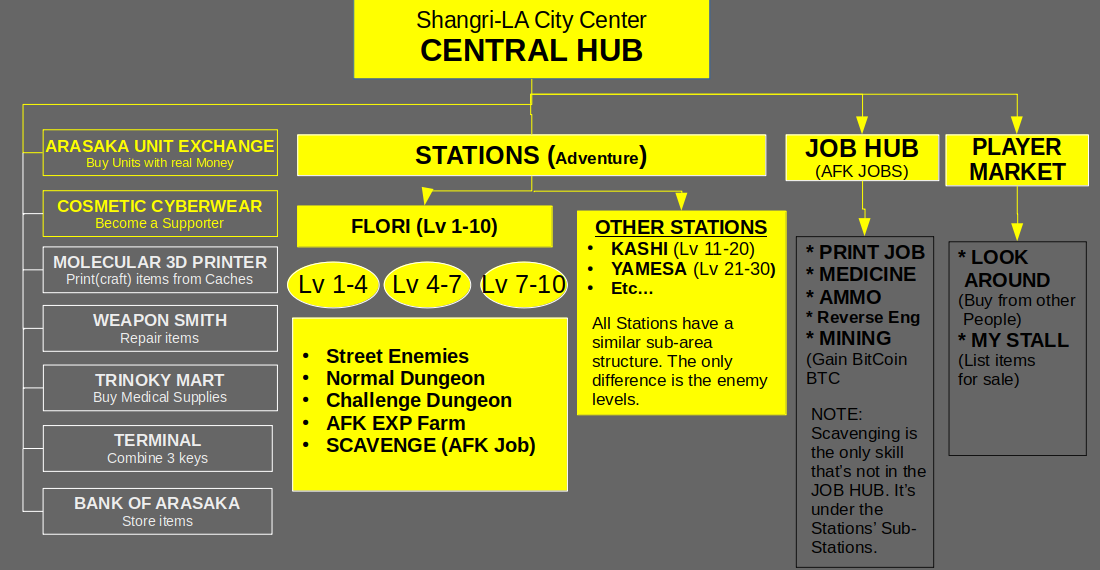 Shangri-LA City Center
CENTRAL HUB
ARASAKA UNIT EXCHANGE
Buy Units with real Money
COSMETIC CYBERWEAR
Become a Supporter
MOLECULAR 3D PRINTER
Print(craft) items from Caches
WEAPON SMITH
Repair items
TRINOKY MART
Buy Medical Supplies
TERMINAL
Combine 3 keys
BANK OF ARASAKA
Store items
STATIONS (Adventure)
FLORI (Lv 1-10)
Lv 1-4
Lv 4-7
Lv 7-10
• Street Enemies
• Normal Dungeon
• Challenge Dungeon
• AFK EXP Farm
• SCAVENGE (AFK Job)
OTHER STATIONS
• KASHI (Lv 11-20)
• YAMESA (Lv 21-30)
• Etc...
All Stations have a
similar sub-area
structure. The only
difference is the enemy
levels.
JOB HUB
(AFK JOBS)
* PRINT JOB
* MEDICINE
* AMMO
* Reverse Eng
* MINING
(Gain BitCoin
BTC
NOTE:
Scavenging is
the only skill
that's not in the
JOB HUB. It's
under the
Stations' Sub-
Stations.
PLAYER
MARKET
* LOOK
AROUND
(Buy from other
People)
* MY STALL
(List items
for sale)